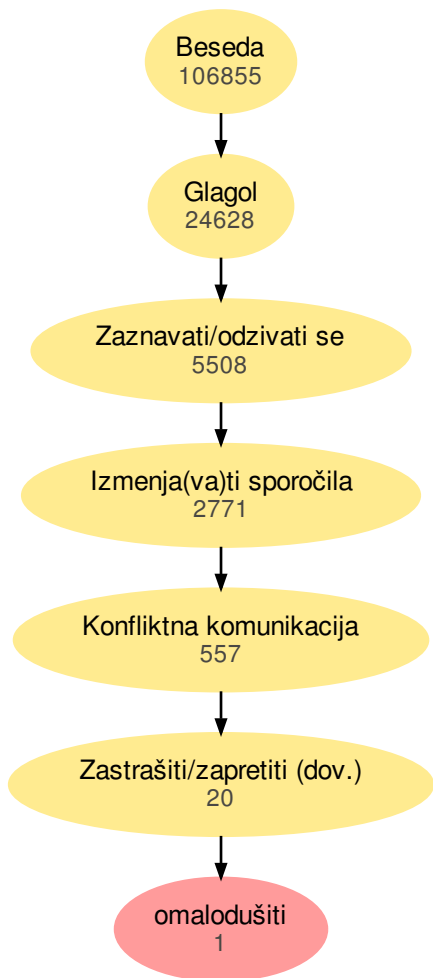 Beseda
106855
Glagol
24628
Zaznavati/odzivati se
5508
Izmenja(va)ti sporočila
2771
Konfliktna komunikacija
557
Zastrašiti/zapretiti (dov.)
20
omalodušiti
1